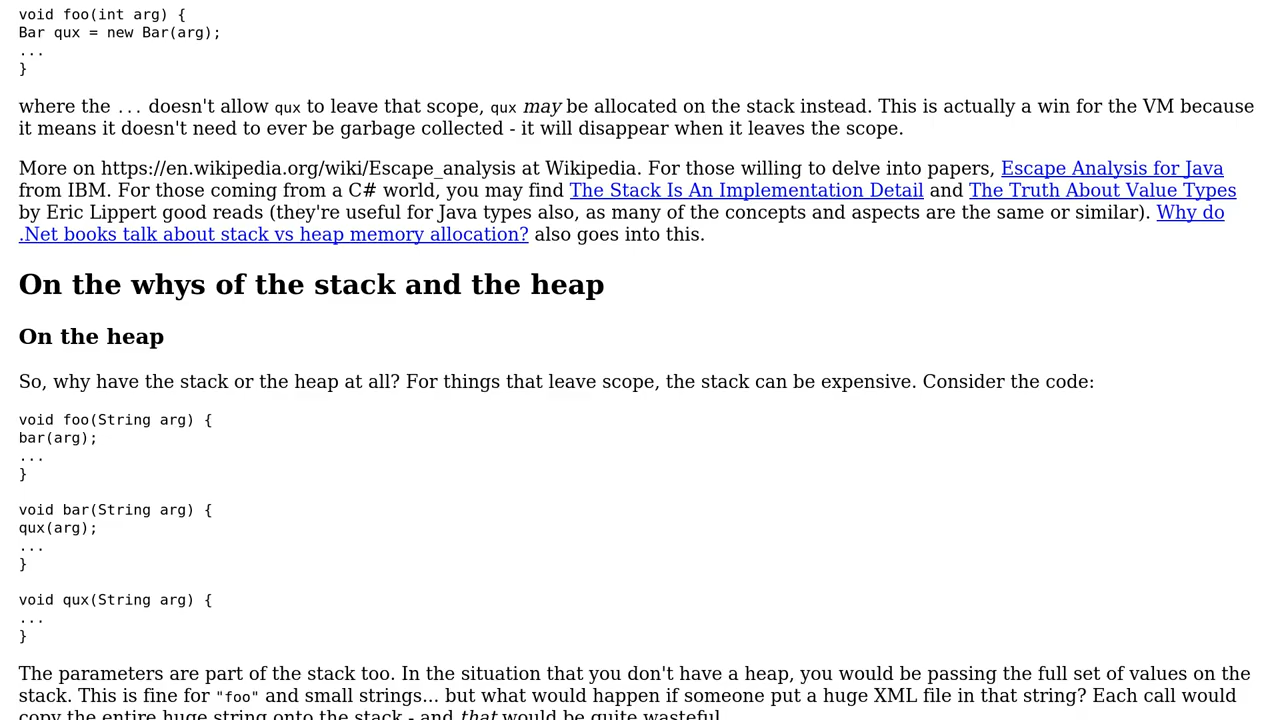 void foo(int arg) {
Bar qux = new Bar(arg);
...
}
where the ... doesn't allow qux to leave that scope, qux may be allocated on the stack instead. This is actually a win for the VM because
it means it doesn't need to ever be garbage collected - it will disappear when it leaves the scope.
More on https://en.wikipedia.org/wiki/Escape_analysis at Wikipedia. For those willing to delve into papers, Escape Analysis for Java
from IBM. For those coming from a C# world, you may find The Stack Is An Implementation Detail and The Truth About Value Types
by Eric Lippert good reads (they're useful for Java types also, as many of the concepts and aspects are the same or similar). Why do
.Net books talk about stack vs heap memory allocation? also goes into this.
On the whys of the stack and the heap
On the heap
So, why have the stack or the heap at all? For things that leave scope, the stack can be expensive. Consider the code:
void foo(String arg) {
bar(arg);
...
}
void bar(String arg) {
qux(arg);
...
}
void qux(String arg) {
...
}
The parameters are part of the stack too. In the situation that you don't have a heap, you would be passing the full set of values on the
stack. This is fine for "foo" and small strings... but what would happen if someone put a huge XML file in that string? Each call would
copy the entire huge string onto the stack - and that would be quite wasteful.